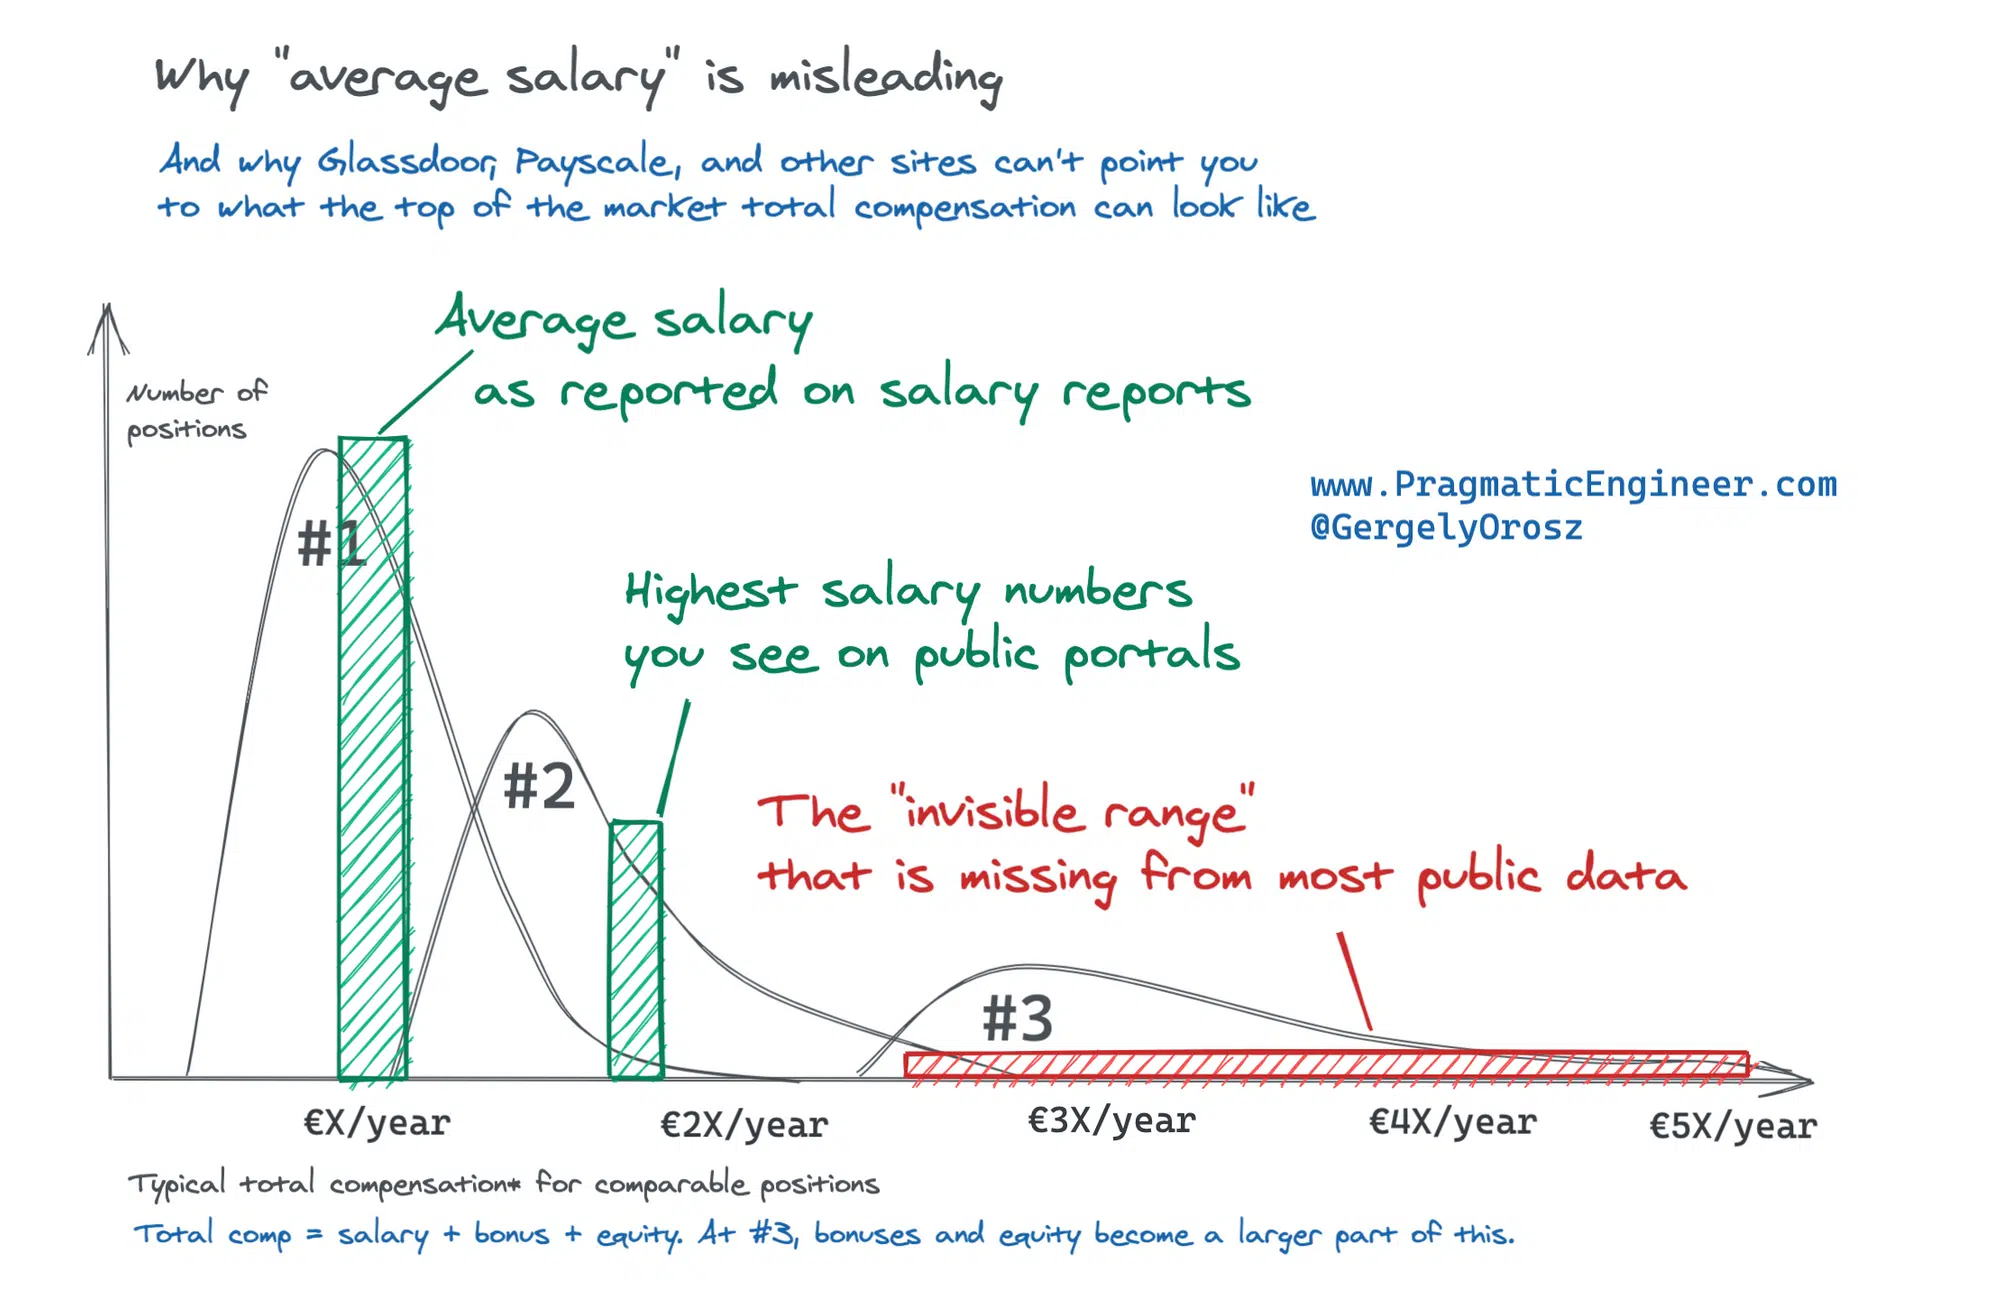 Why "average salary" is misleading
And why Glassdoor, Payscale, and other sites can't point you
to what the top of the market total compensation can look like
Average salary
as reported on salary reports
Number of
positions
www.PragmaticEngineer.com
@GergelyOrosz
#1
Highest salary numbers
you see on public portals
#2
The "invisible range"
that is missing from most public data
#3
€X/year
€2X/year
€3X/year
€4X/year
€5X/year
Typical total compensation* for comparable positions
Total comp = salary + bonus + equity. At #3, bonuses and equity become a larger part of this.